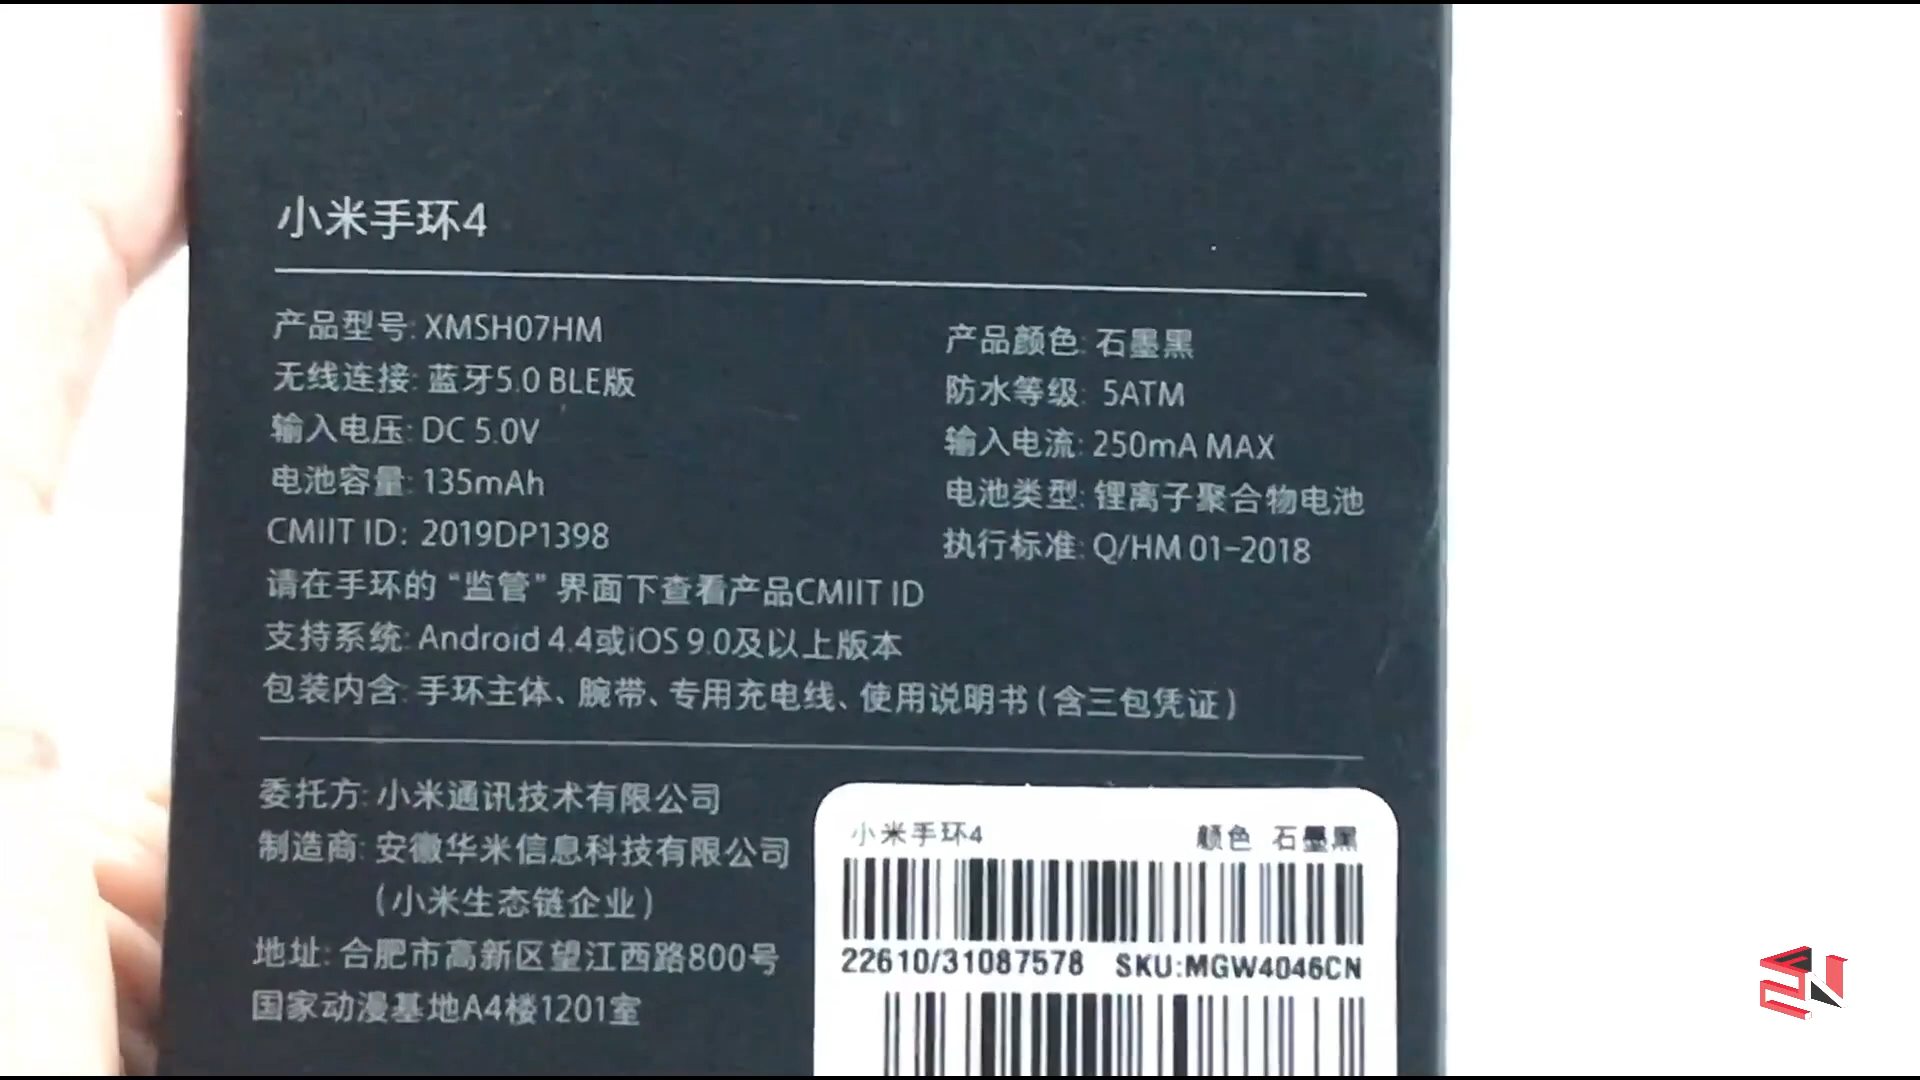 小米手环4
产品型号: XMSH07HM
产品颜色: 石墨黑
无线连接: 蓝牙5.0 BLE版
防水等级: 5ATM
输入电压: DC 5.0V
输入电流: 250mA MAX
电池容量: 135mAh
电池类型: 锂离子聚合物电池
CMIIT ID: 2019DP1398
执行标准: Q/HM 01-2018
请在手环的“监管”界面下查看产品CMIIT ID
支持系统: Android 4.4或iOS 9.0及以上版本
包装内含: 手环主体、腕带、专用充电线、使用说明书(含三包凭证)
委托方: 小米通讯技术有限公司
制造商: 安徽华米信息科技有限公司
(小米生态链企业)
地址: 合肥市高新区望江西路800号
国家动漫基地A4楼1201室
小米手环4 颜色 石墨黑
22610/31087578 SKU:MGW4046CN